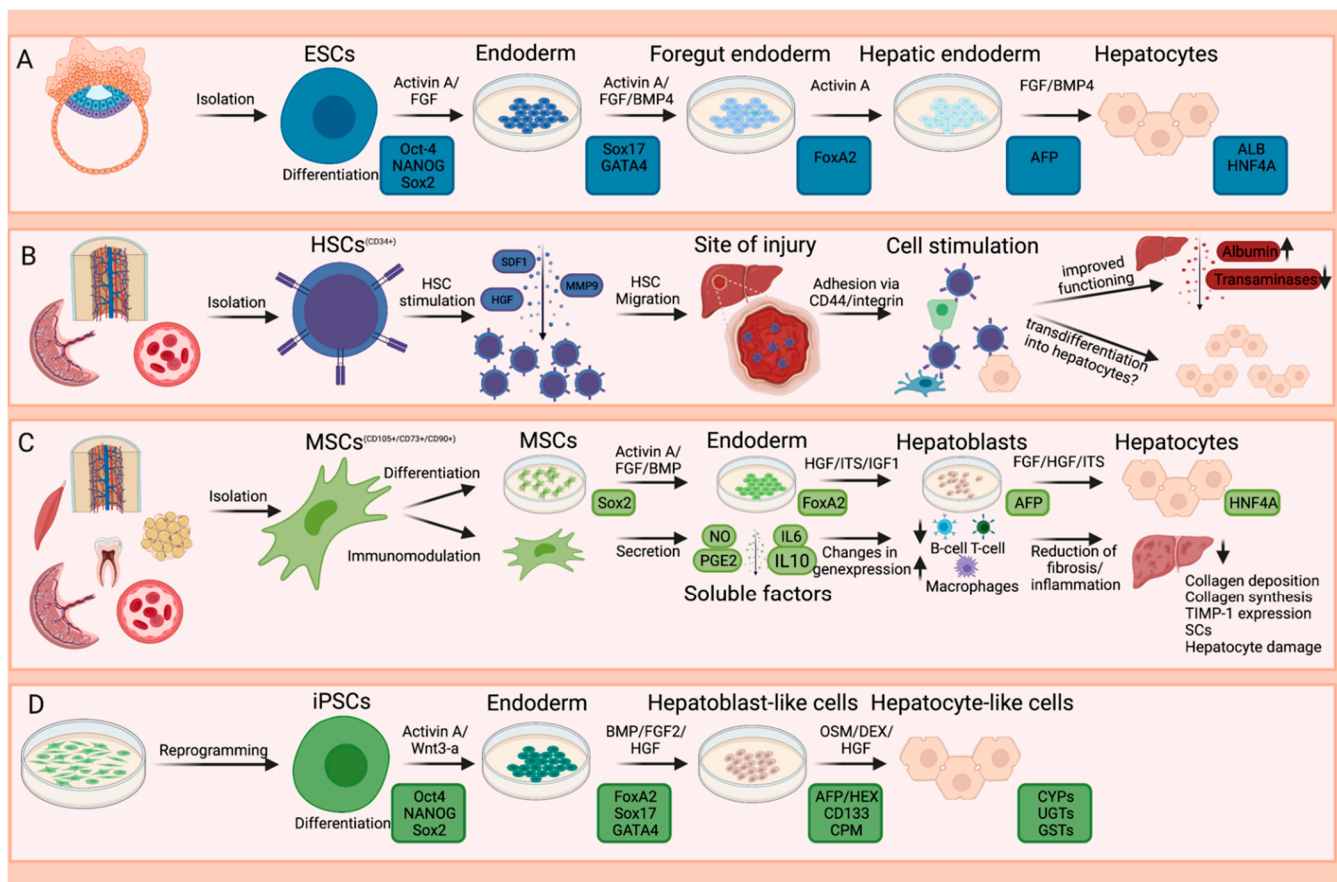 A
ESCs
Endoderm
Foregut endoderm
Hepatic endoderm
Hepatocytes
Isolation
Activin A/
FGF
Activin A/
FGF/BMP4
Activin A
FGF/BMP4
Differentiation
Oct-4
NANOG
Sox2
Sox17
GATA4
FoxA2
AFP
ALB
HNF4A
B
HSCs(CD34+)
Site of injury
Cell stimulation
Isolation
HSC
stimulation
SDF1
HGF
MMP9
HSC
Migration
Adhesion via
CD44/integrin
improved
functioning
Albumin
Transaminases
transdifferentiation
into hepatocytes?
C
MSCs(CD105+/CD73+/CD90+)
MSCs
Endoderm
Hepatoblasts
Hepatocytes
Isolation
Differentiation
Immunomodulation
Activin A/
FGF/BMP
HGF/ITS/IGF1
FGF/HGF/ITS
Sox2
FoxA2
AFP
HNF4A
Secretion
NO
PGE2
IL6
IL10
Soluble factors
Changes in
genexpression
B-cell T-cell
Macrophages
Reduction of
fibrosis/
inflammation
Collagen deposition
Collagen synthesis
TIMP-1 expression
SCs
Hepatocyte damage
D
iPSCs
Endoderm
Hepatoblast-like cells
Hepatocyte-like cells
Reprogramming
Activin A/
Wnt3-a
BMP/FGF2/
HGF
OSM/DEX/
HGF
Differentiation
Oct4
NANOG
Sox2
FoxA2
Sox17
GATA4
AFP/HEX
CD133
CPM
CYPs
UGTs
GSTs